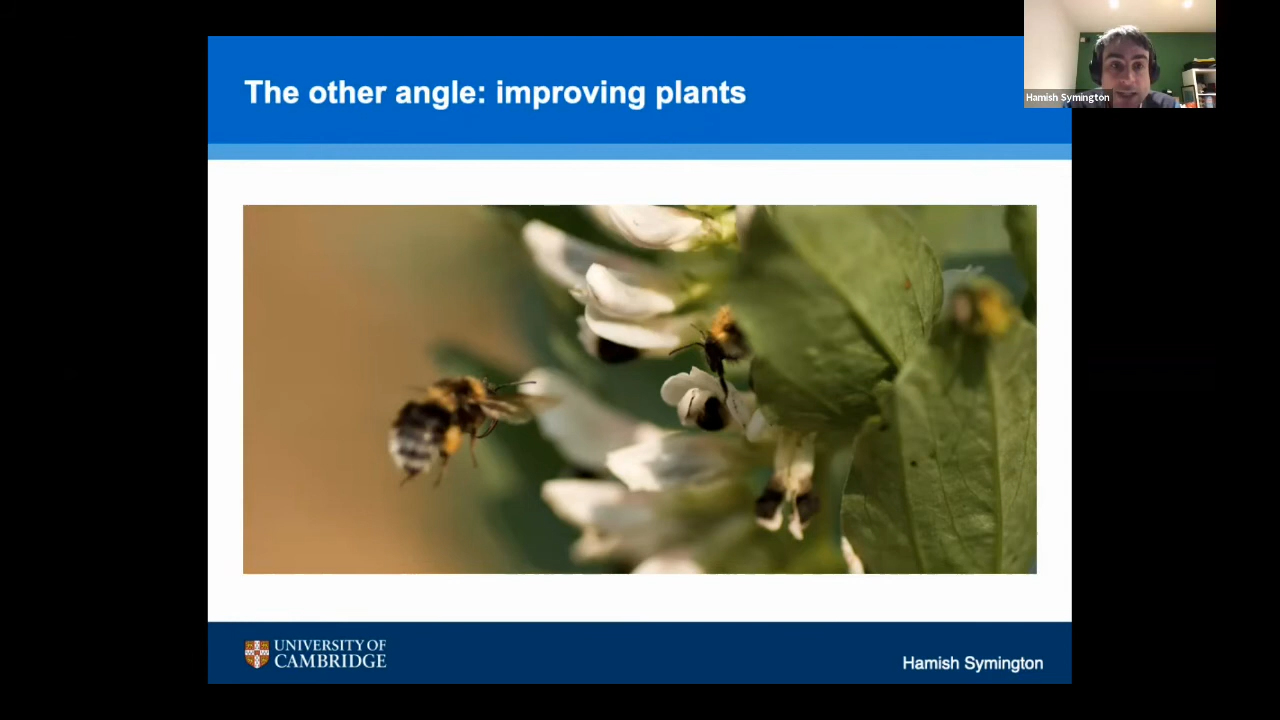 The other angle: improving plants
Hamish Symington
UNIVERSITY OF
CAMBRIDGE
Hamish Symington